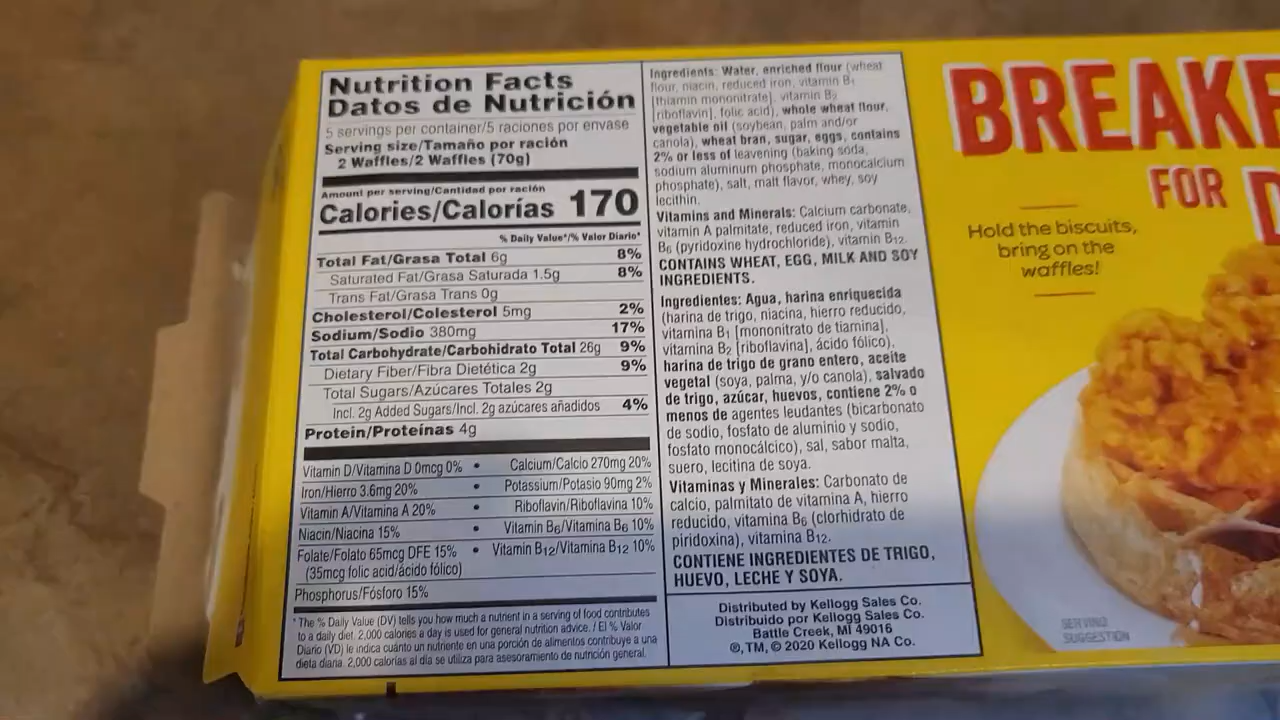 Nutrition Facts
Datos de Nutrición
5 servings per container/5 raciones por envase
Serving size/Tamaño por ración
2 Waffles/2 Waffles (70g)
Amount per serving/Cantidad por ración
Calories/Calorías 170
% Daily Value*/% Valor Diario*
Total Fat/Grasa Total 6g 8%
Saturated Fat/Grasa Saturada 1.5g 8%
Trans Fat/Grasa Trans 0g
Cholesterol/Colesterol 5mg 2%
Sodium/Sodio 380mg 17%
Total Carbohydrate/Carbohidrato Total 26g 9%
Dietary Fiber/Fibra Dietética 2g 9%
Total Sugars/Azúcares Totales 2g
Incl. 2g Added Sugars/Incl. 2g azúcares añadidos 4%
Protein/Proteínas 4g
Vitamin D/Vitamina D 0mcg 0% • Calcium/Calcio 270mg 20%
Iron/Hierro 3.6mg 20% • Potassium/Potasio 90mg 2%
Vitamin A/Vitamina A 20% • Riboflavin/Riboflavina 10%
Niacin/Niacina 15% • Vitamin B6/Vitamina B6 10%
Folate/Folato 65mcg DFE 15% • Vitamin B12/Vitamina B12 10%
(35mcg folic acid/ácido fólico)
Phosphorus/Fósforo 15%
* The % Daily Value (DV) tells you how much a nutrient in a serving of food contributes
to a daily diet. 2,000 calories a day is used for general nutrition advice. / El % Valor
Diario (VD) le indica cuánto un nutriente en una porción de alimentos contribuye a una
dieta diaria. 2,000 calorías al día se utiliza para asesoramiento de nutrición general.
Ingredients: Water, enriched flour (wheat
flour, niacin, reduced iron, vitamin B1
[thiamin mononitrate], vitamin B2
[riboflavin], folic acid), whole wheat flour,
vegetable oil (soybean, palm and/or
canola), wheat bran, sugar, eggs, contains
2% or less of leavening (baking soda,
sodium aluminum phosphate, monocalcium
phosphate), salt, malt flavor, whey, soy
lecithin.
Vitamins and Minerals: Calcium carbonate,
vitamin A palmitate, reduced iron, vitamin
B6 (pyridoxine hydrochloride), vitamin B12.
CONTAINS WHEAT, EGG, MILK AND SOY
INGREDIENTS.
Ingredientes: Agua, harina enriquecida
(harina de trigo, niacina, hierro reducido,
vitamina B1 [mononitrato de tiamina],
vitamina B2 [riboflavina], ácido fólico),
harina de trigo de grano entero, aceite
vegetal (soya, palma, y/o canola), salvado
de trigo, azúcar, huevos, contiene 2% o
menos de agentes leudantes (bicarbonato
de sodio, fosfato de aluminio y sodio,
fosfato monocálcico), sal, sabor malta,
suero, lecitina de soya.
Vitaminas y Minerales: Carbonato de
calcio, palmitato de vitamina A, hierro
reducido, vitamina B6 (clorhidrato de
piridoxina), vitamina B12.
CONTIENE INGREDIENTES DE TRIGO,
HUEVO, LECHE Y SOYA.
Distributed by Kellogg Sales Co.
Distribuido por Kellogg Sales Co.
Battle Creek, MI 49016
®, TM, © 2020 Kellogg NA Co.
BREAKF
FOR D
Hold the biscuits,
bring on the
waffles!
SERVING
SUGGESTION